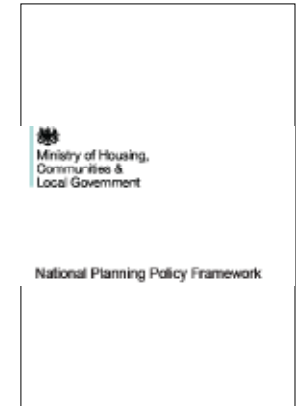 Ministry of Housing,
Communities &
Local Government
National Planning Policy Framework